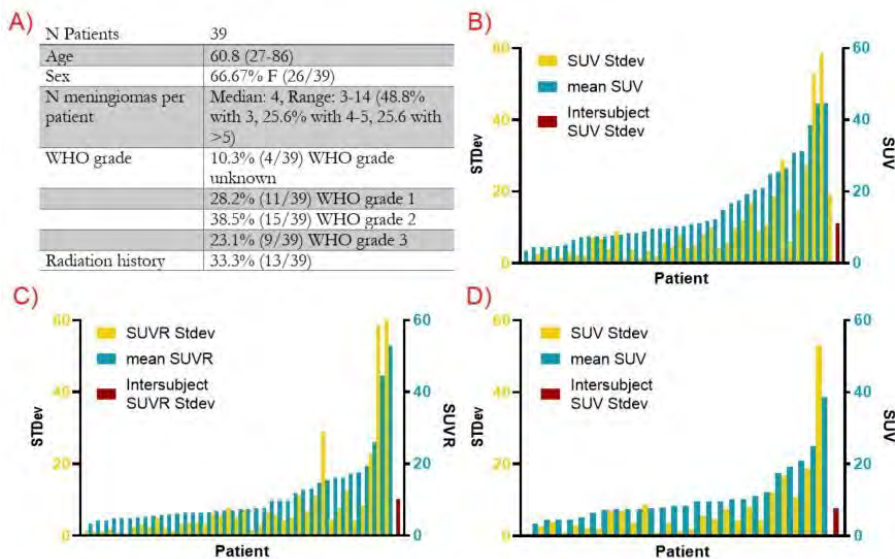 A)
N Patients 39
Age 60.8 (27-86)
Sex 66.67% F (26/39)
N meningiomas per patient Median: 4, Range: 3-14 (48.8%
with 3, 25.6% with 4-5, 25.6 with
>5)
WHO grade 10.3% (4/39) WHO grade
unknown
28.2% (11/39) WHO grade 1
38.5% (15/39) WHO grade 2
23.1% (9/39) WHO grade 3
Radiation history 33.3% (13/39)
B)
60
40
20
0
STDev
SUV Stdev
mean SUV
Intersubject
SUV Stdev
60
40
20
0
SUV
Patient
C)
60
40
20
0
STDev
SUVR Stdev
mean SUVR
Intersubject
SUVR Stdev
60
40
20
0
SUVR
Patient
D)
60
40
20
0
STDev
SUV Stdev
mean SUV
Intersubject
SUV Stdev
60
40
20
0
SUV
Patient